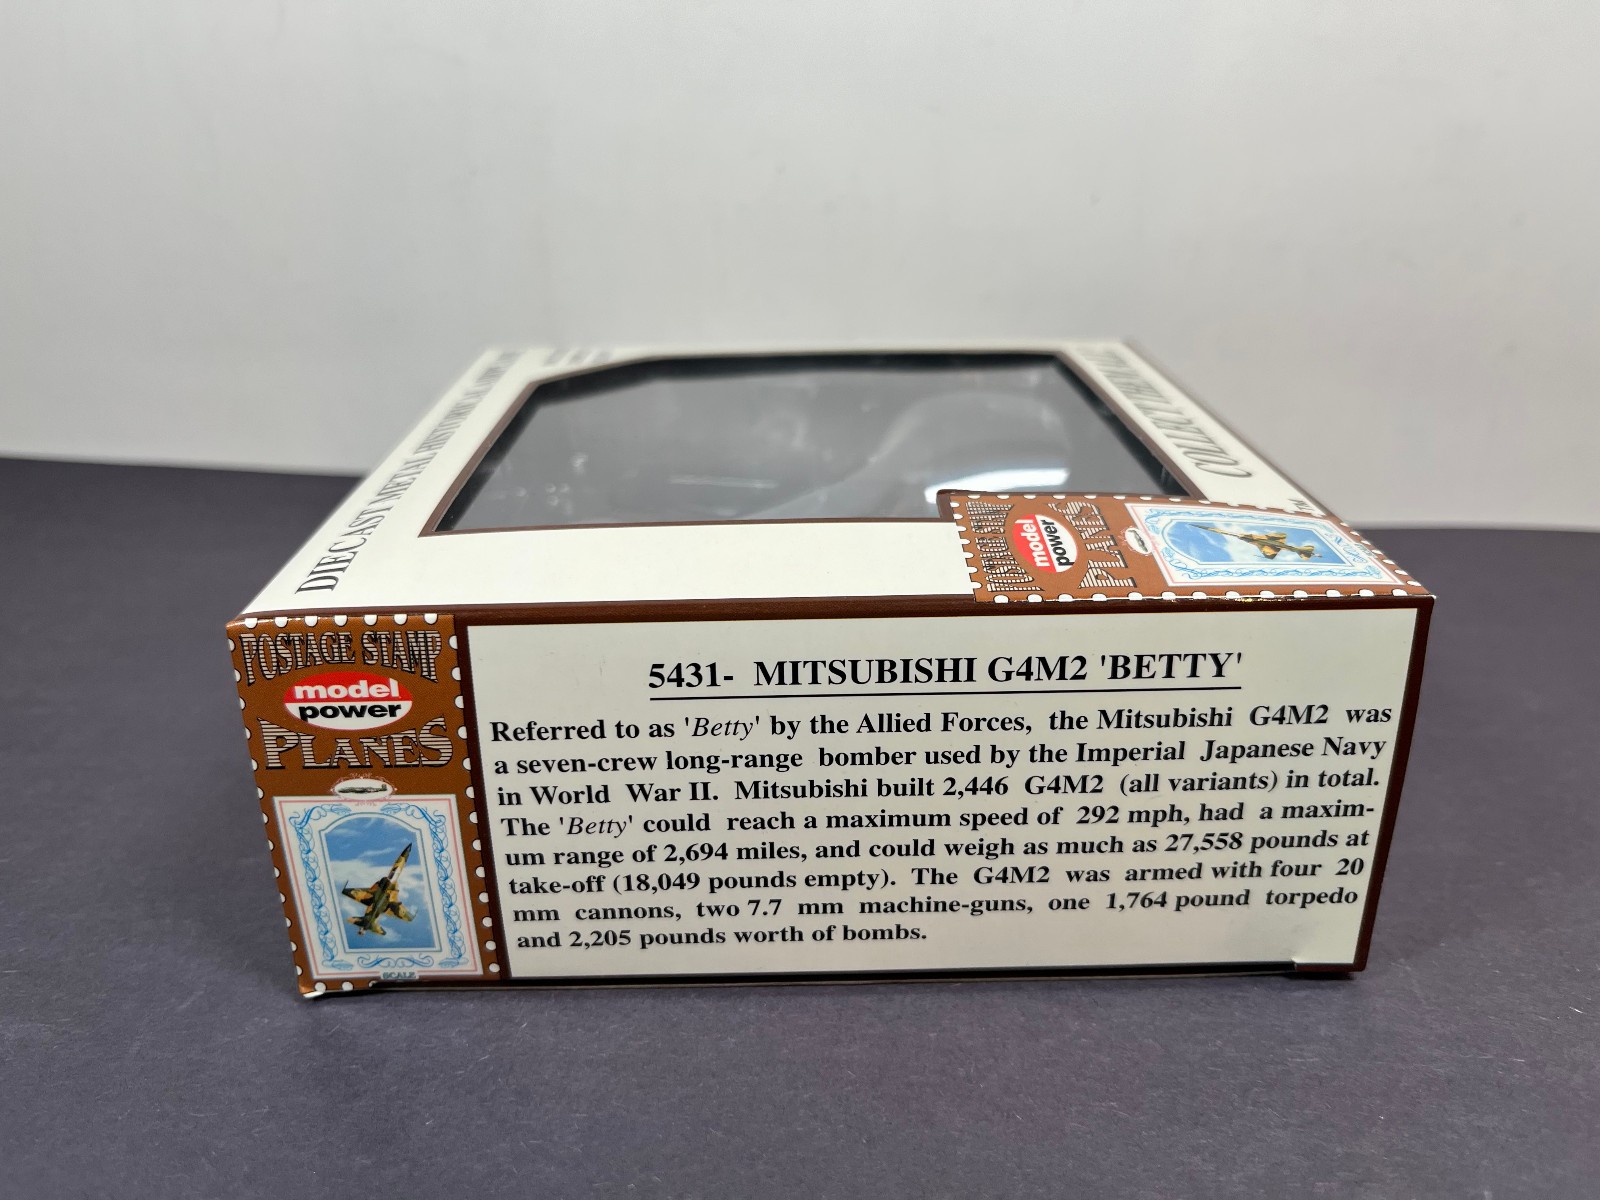 DIECAST METAL HISTORICAL
POSTAGE STAMP
model
power
PLANES
POSTAGE STAMP
model
power
PLANES
SCALE
5431- MITSUBISHI G4M2 'BETTY'
Referred to as 'Betty' by the Allied Forces, the Mitsubishi G4M2 was
a seven-crew long-range bomber used by the Imperial Japanese Navy
in World War II. Mitsubishi built 2,446 G4M2 (all variants) in total.
The 'Betty' could reach a maximum speed of 292 mph, had a maxim-
um range of 2,694 miles, and could weigh as much as 27,558 pounds at
take-off (18,049 pounds empty). The G4M2 was armed with four 20
mm cannons, two 7.7 mm machine-guns, one 1,764 pound torpedo
and 2,205 pounds worth of bombs.